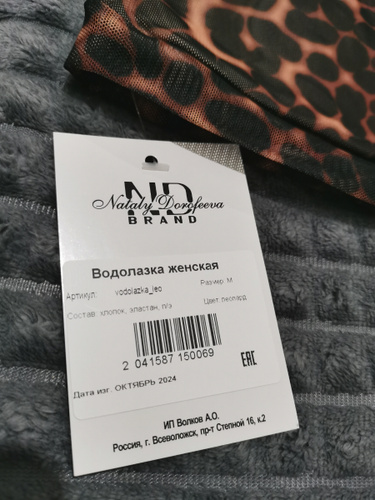 ND
Nataly Dorofeeva
BRAND
Водолазка женская
Артикул: vodolazka_leo Размер: M
Состав: хлопок, эластан, п/э Цвет: леопард
2 041587 150069
EAC
Дата изг. ОКТЯБРЬ 2024
ИП Волков А.О.
Россия, г. Всеволожск, пр-т Степной 16, к.2